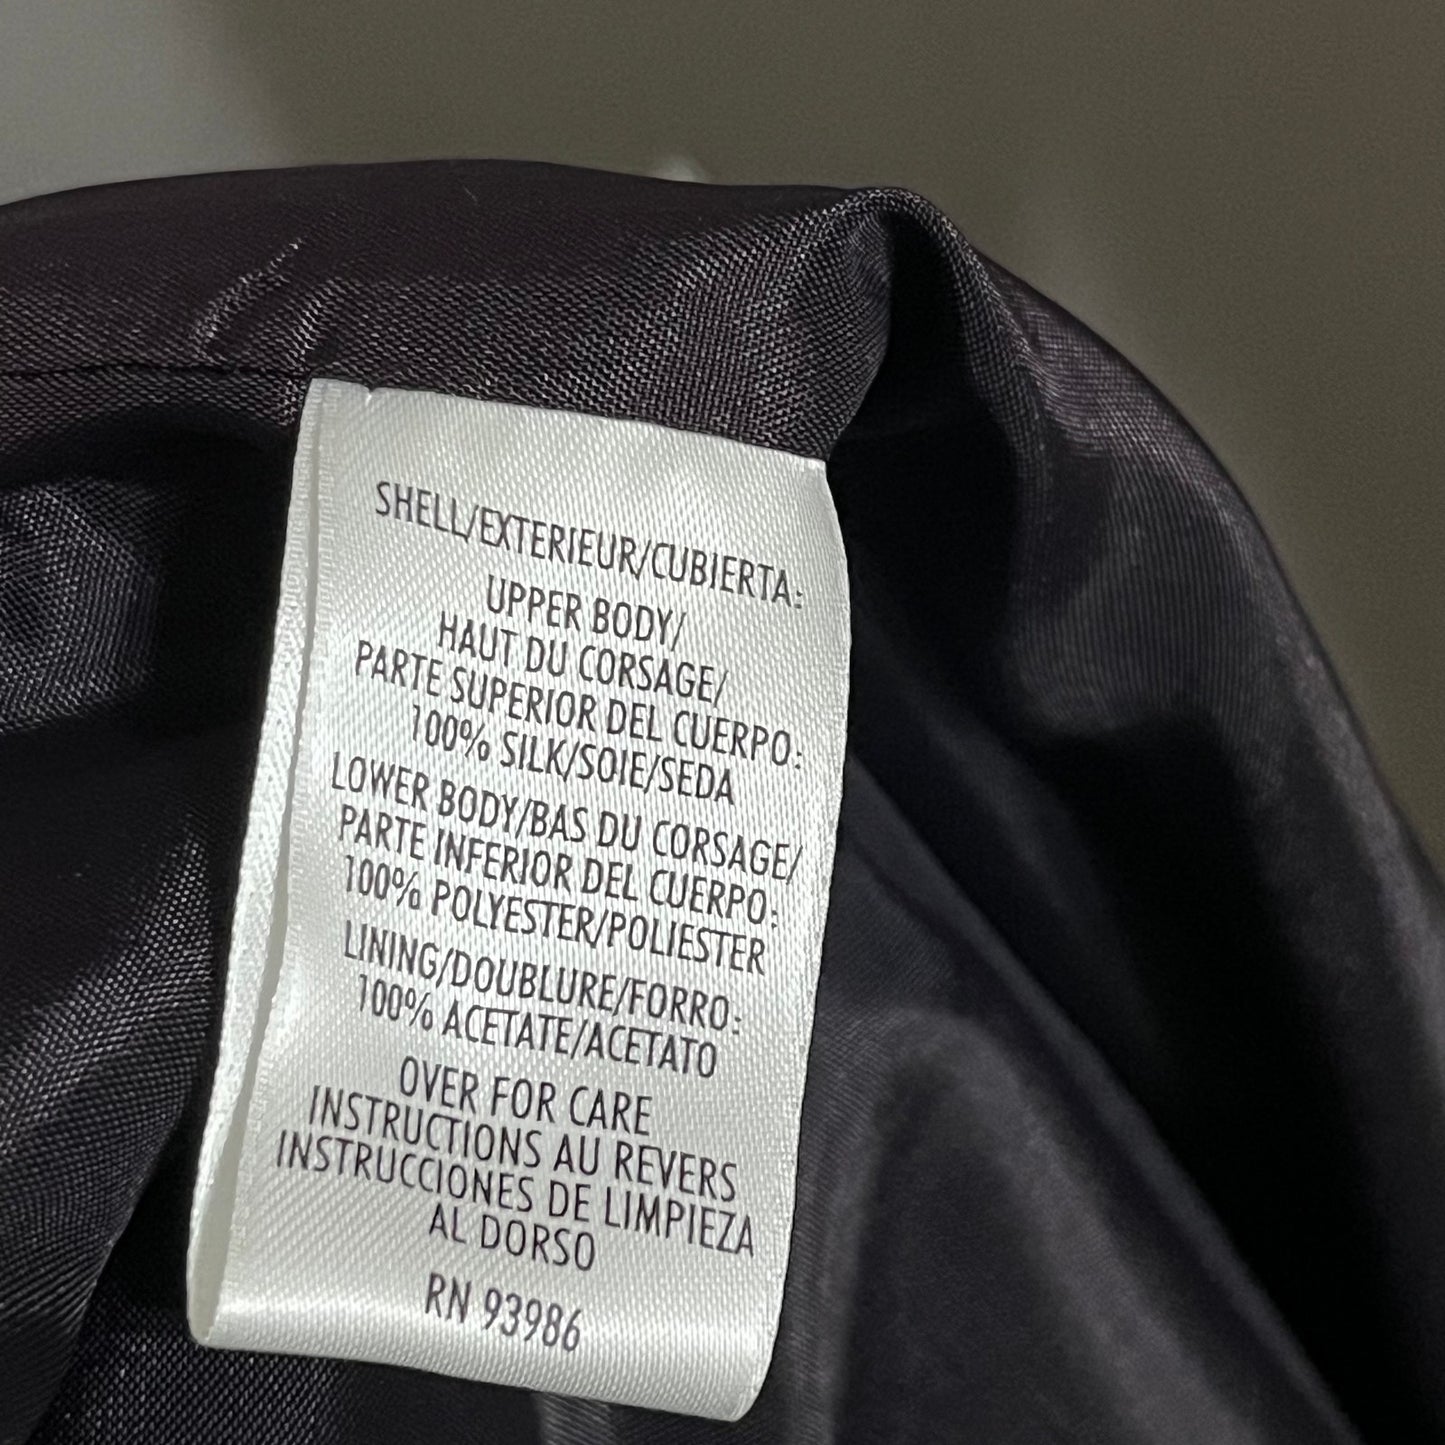 SHELL/EXTERIEUR/CUBIERTA:
UPPER BODY/
HAUT DU CORSAGE/
PARTE SUPERIOR DEL CUERPO:
100% SILK/SOIE/SEDA
LOWER BODY/BAS DU CORSAGE/
PARTE INFERIOR DEL CUERPO:
100% POLYESTER/POLIESTER
LINING/DOUBLURE/FORRO:
100% ACETATE/ACETATO
OVER FOR CARE
INSTRUCTIONS AU REVERS
INSTRUCCIONES DE LIMPIEZA
AL DORSO
RN 93986